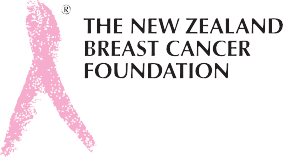 ®
THE NEW ZEALAND
BREAST CANCER
FOUNDATION